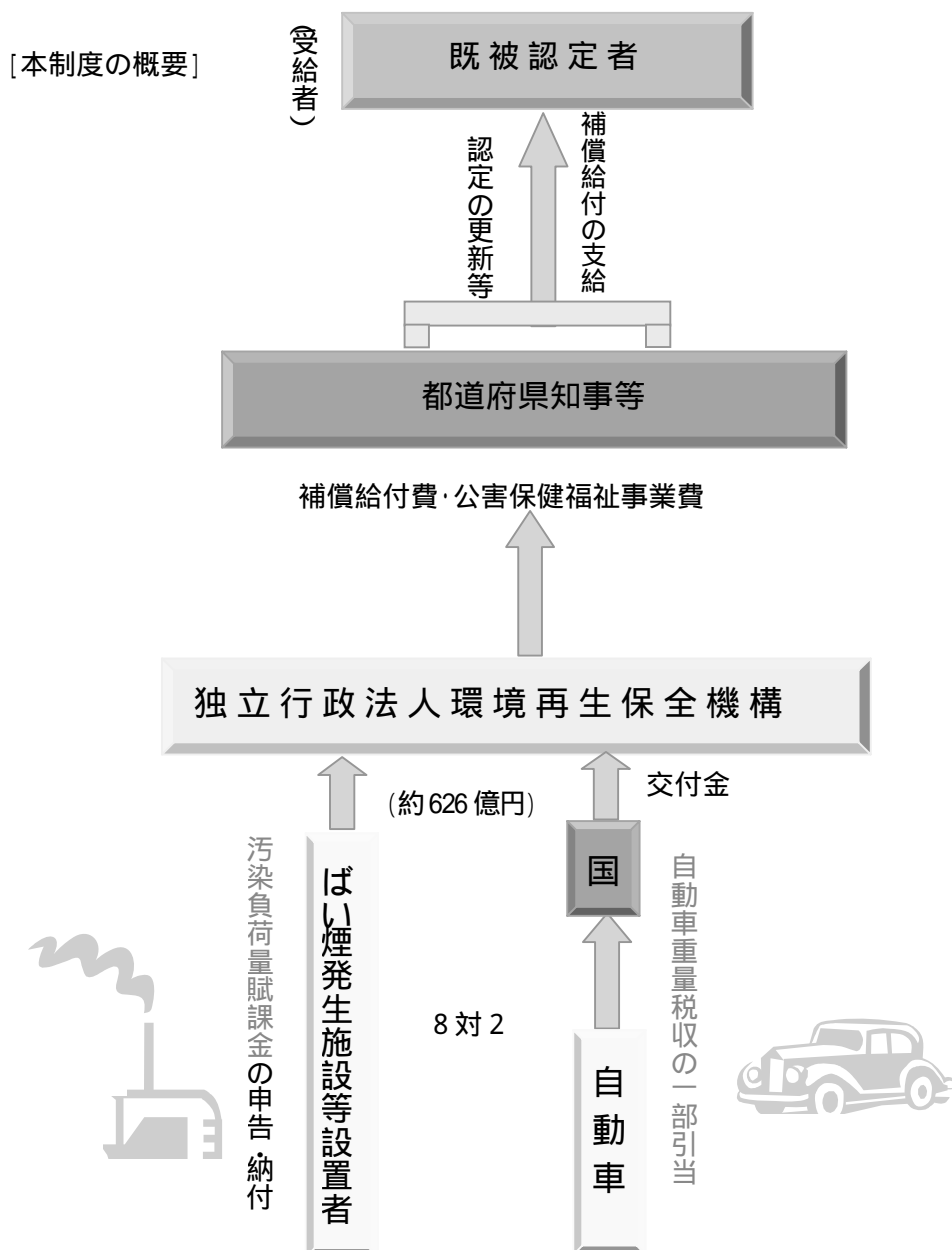 [本制度の概要]
(受給者)
既被認定者
認定の更新等
補償給付の支給
都道府県知事等
補償給付費・公害保健福祉事業費
独立行政法人環境再生保全機構
(約626億円)
交付金
汚染負荷量賦課金の申告・納付
ばい煙発生施設等設置者
8対2
国
自動車
自動車重量税収の一部引当